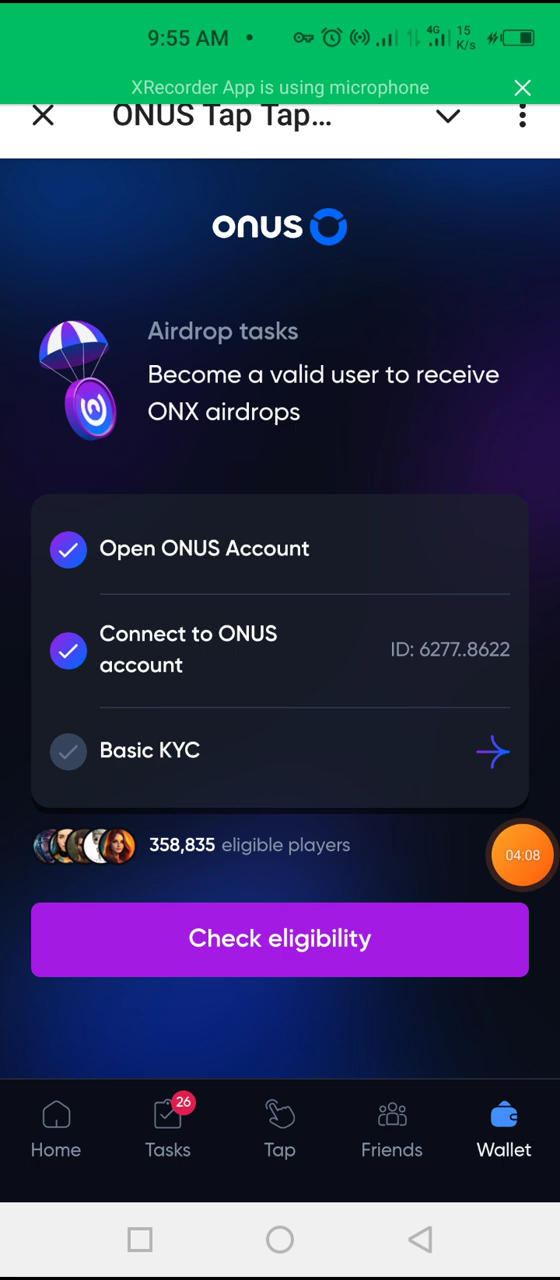 9:55 AM •
4G
15
K/s
XRecorder App is using microphone
ONUS Tap Tap...
onus
Airdrop tasks
Become a valid user to receive
ONX airdrops
Open ONUS Account
Connect to ONUS
account
ID: 6277..8622
Basic KYC
358,835 eligible players
04:08
Check eligibility
26
Home
Tasks
Tap
Friends
Wallet